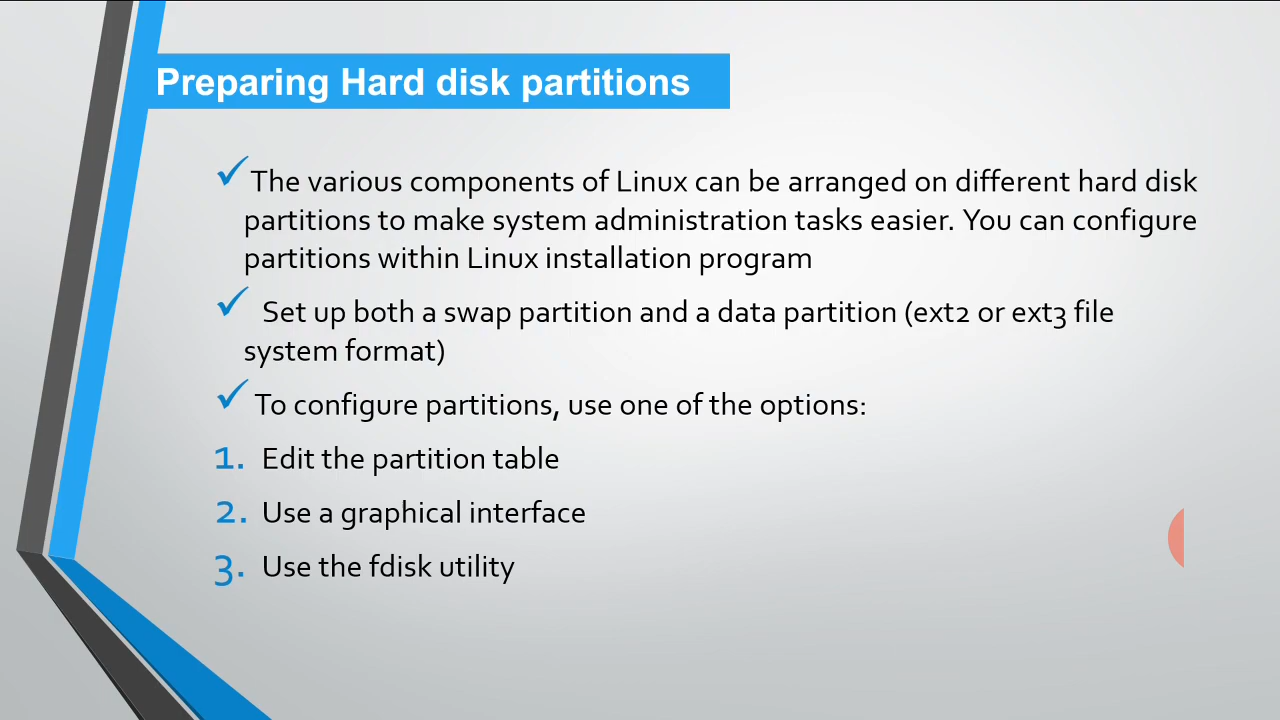 Preparing Hard disk partitions
The various components of Linux can be arranged on different hard disk
partitions to make system administration tasks easier. You can configure
partitions within Linux installation program
Set up both a swap partition and a data partition (ext2 or ext3 file
system format)
To configure partitions, use one of the options:
1. Edit the partition table
2. Use a graphical interface
3. Use the fdisk utility